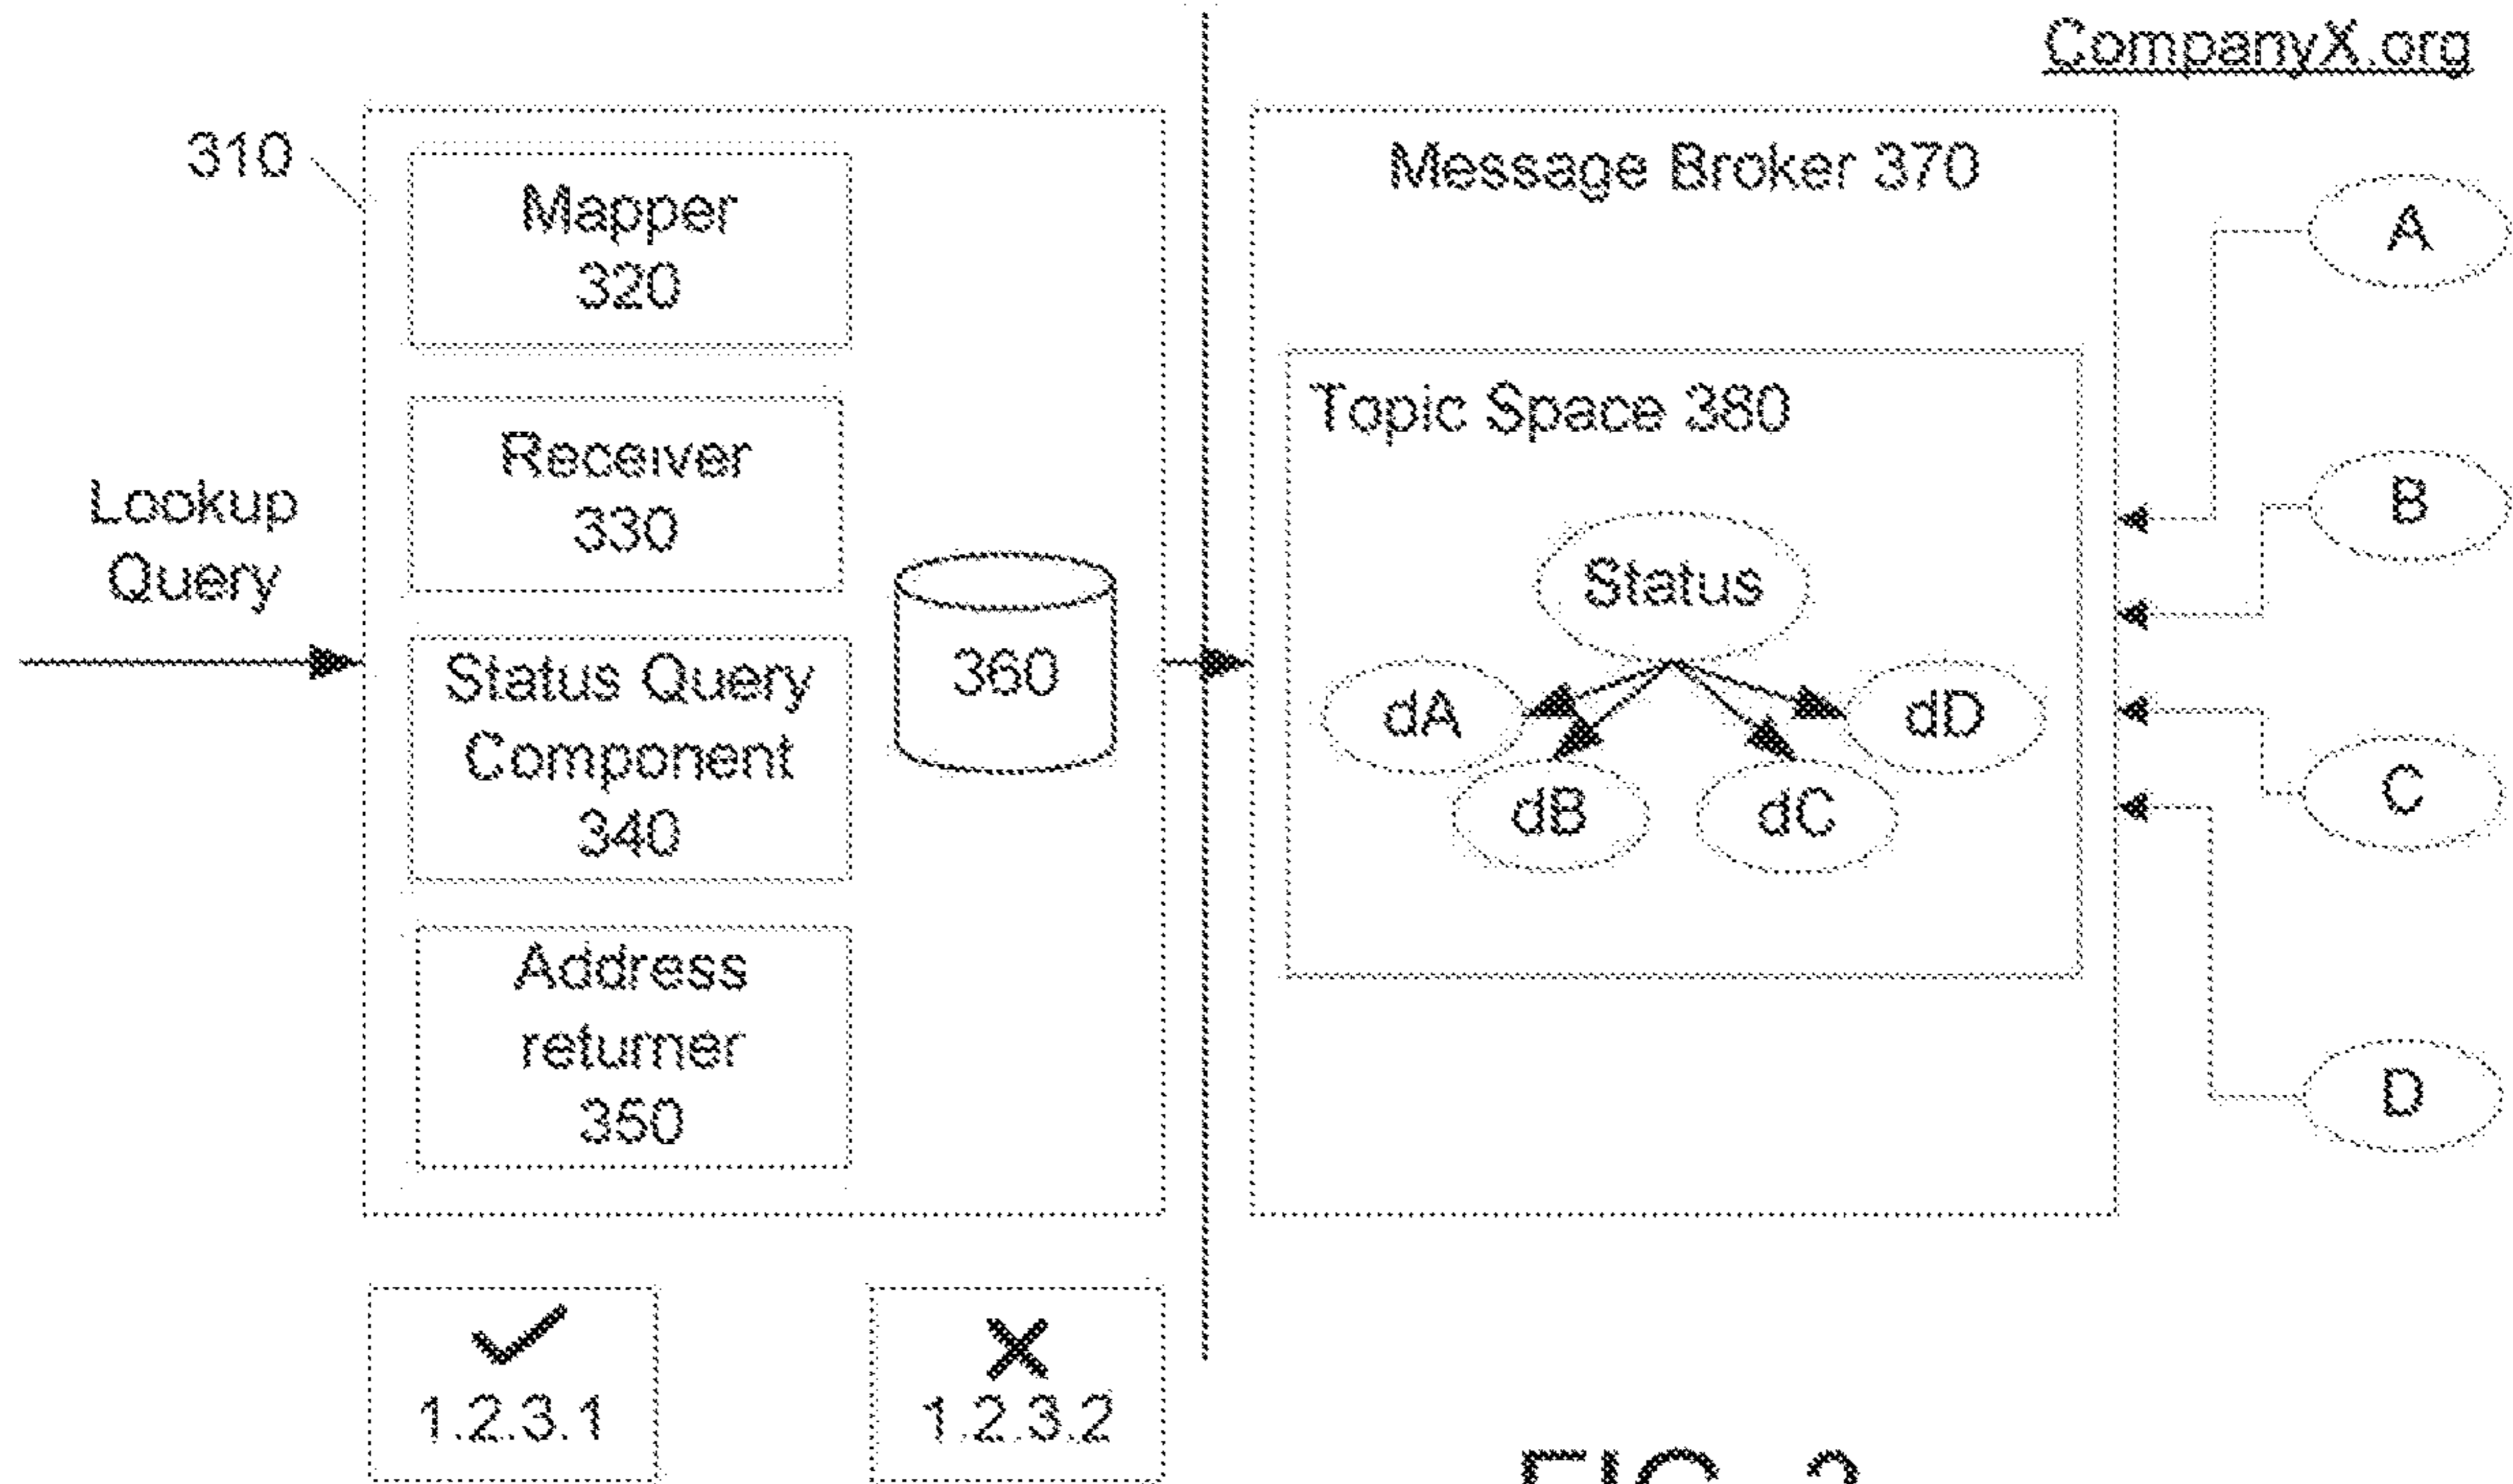 CompanyX.org
310
Mapper
320
Receiver
330
Lookup
Query
Status Query
Component
340
360
Address
returner
350
Message Broker 370
Topic Space 380
Status
dA
dB
dC
dD
A
B
C
D
1.2.3.1
1.2.3.2